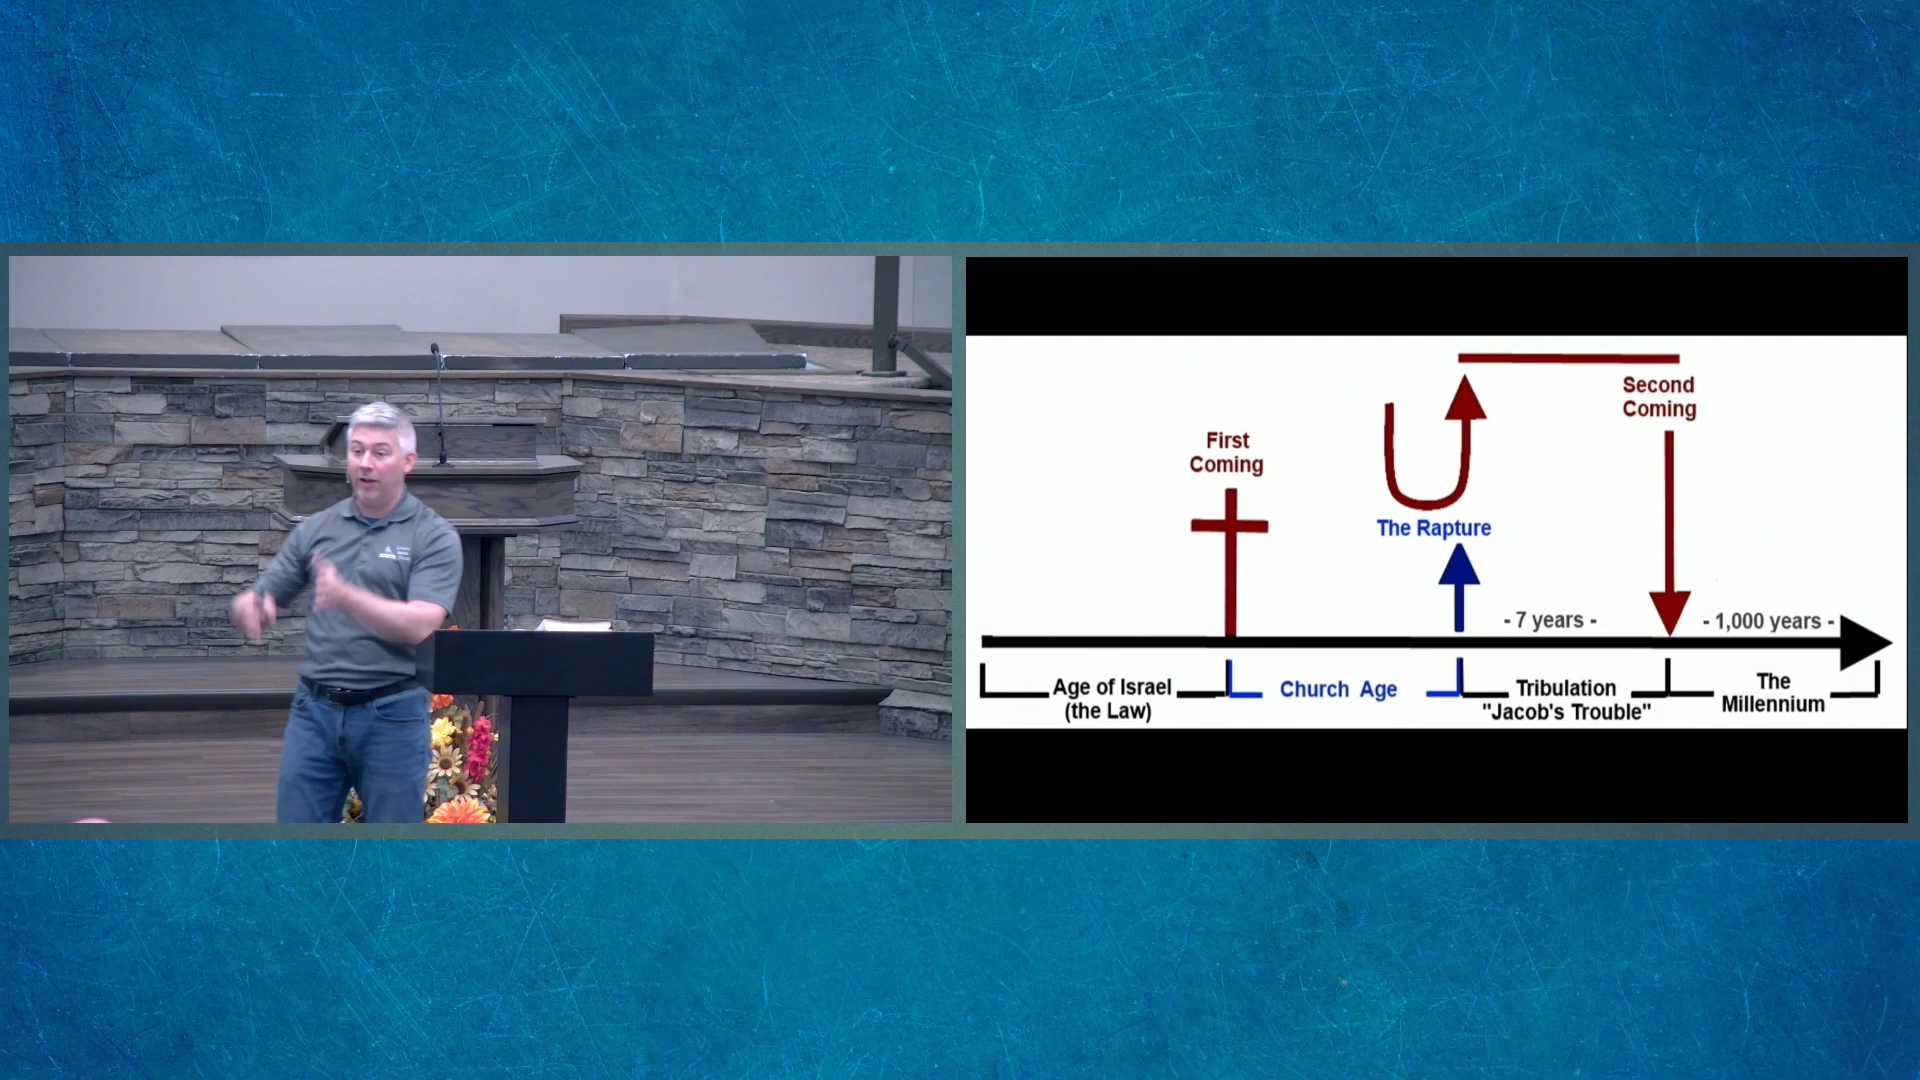 First
Coming
The Rapture
Second
Coming
- 7 years -
- 1,000 years -
Age of Israel
(the Law)
Church Age
Tribulation
"Jacob's Trouble"
The
Millennium